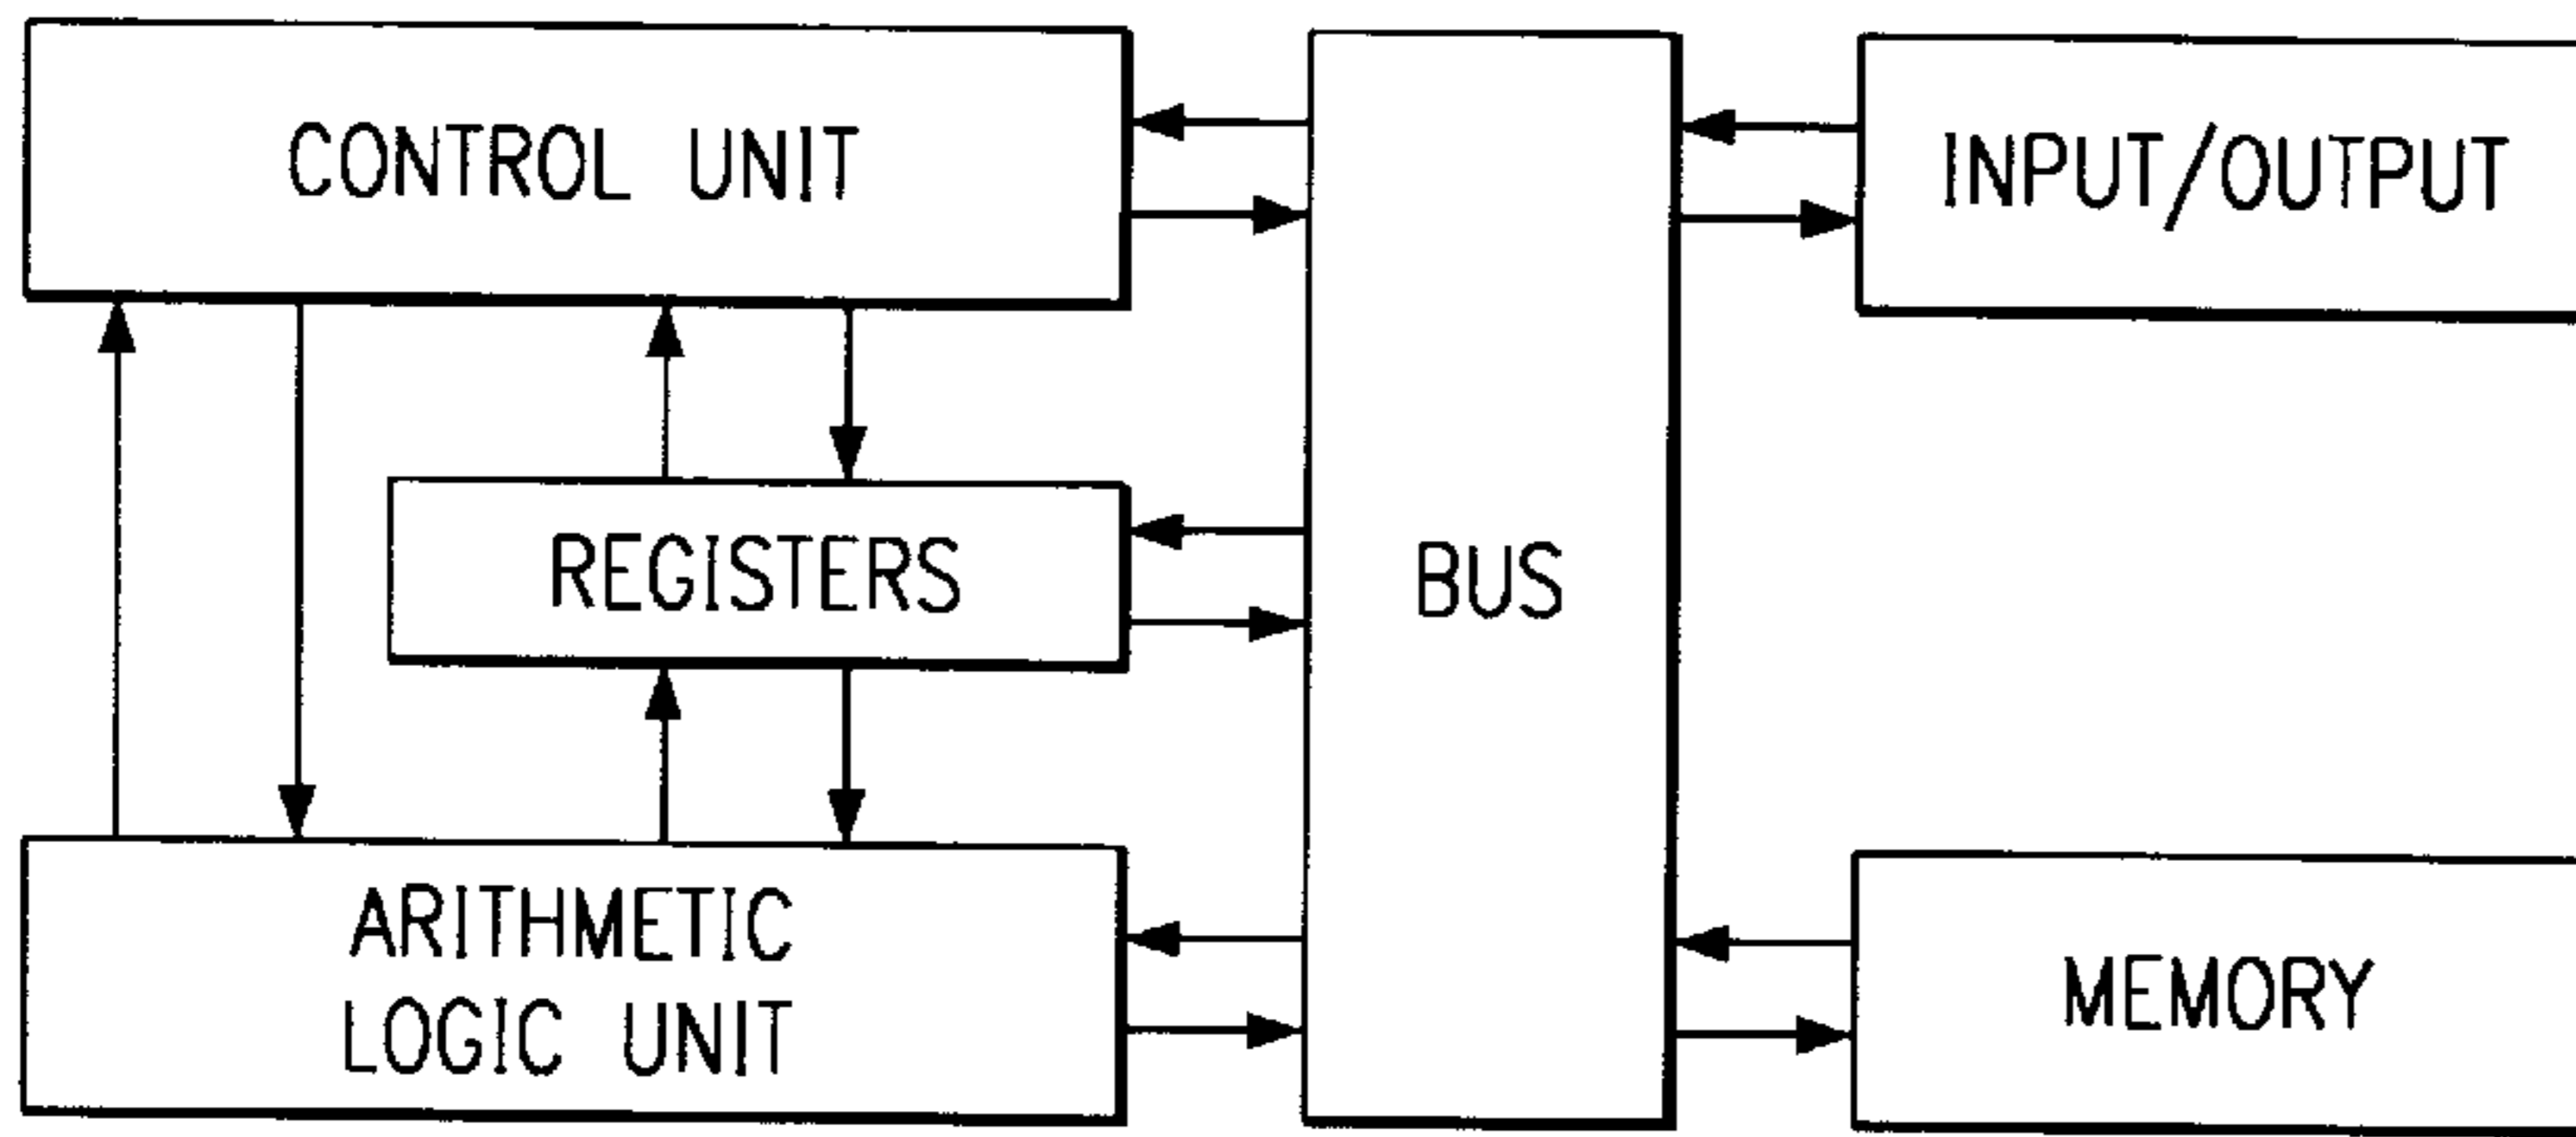 CONTROL UNIT
INPUT/OUTPUT
REGISTERS
BUS
ARITHMETIC
LOGIC UNIT
MEMORY